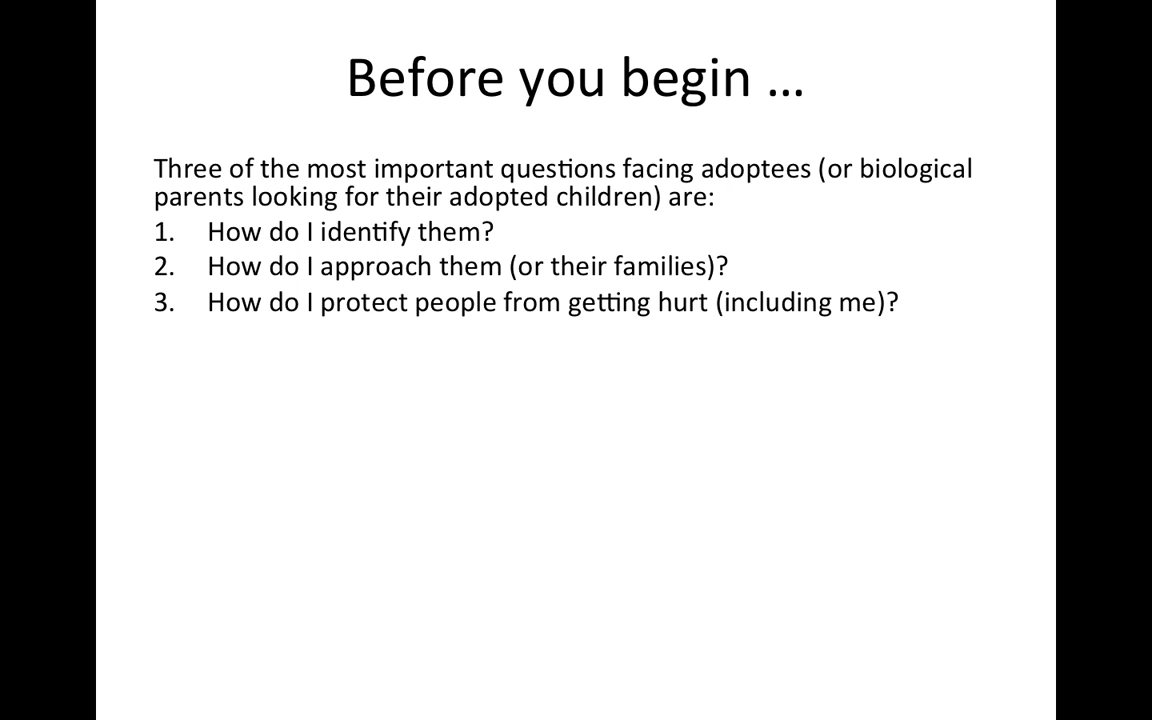 Before you begin ...
Three of the most important questions facing adoptees (or biological
parents looking for their adopted children) are:
1. How do I identify them?
2. How do I approach them (or their families)?
3. How do I protect people from getting hurt (including me)?